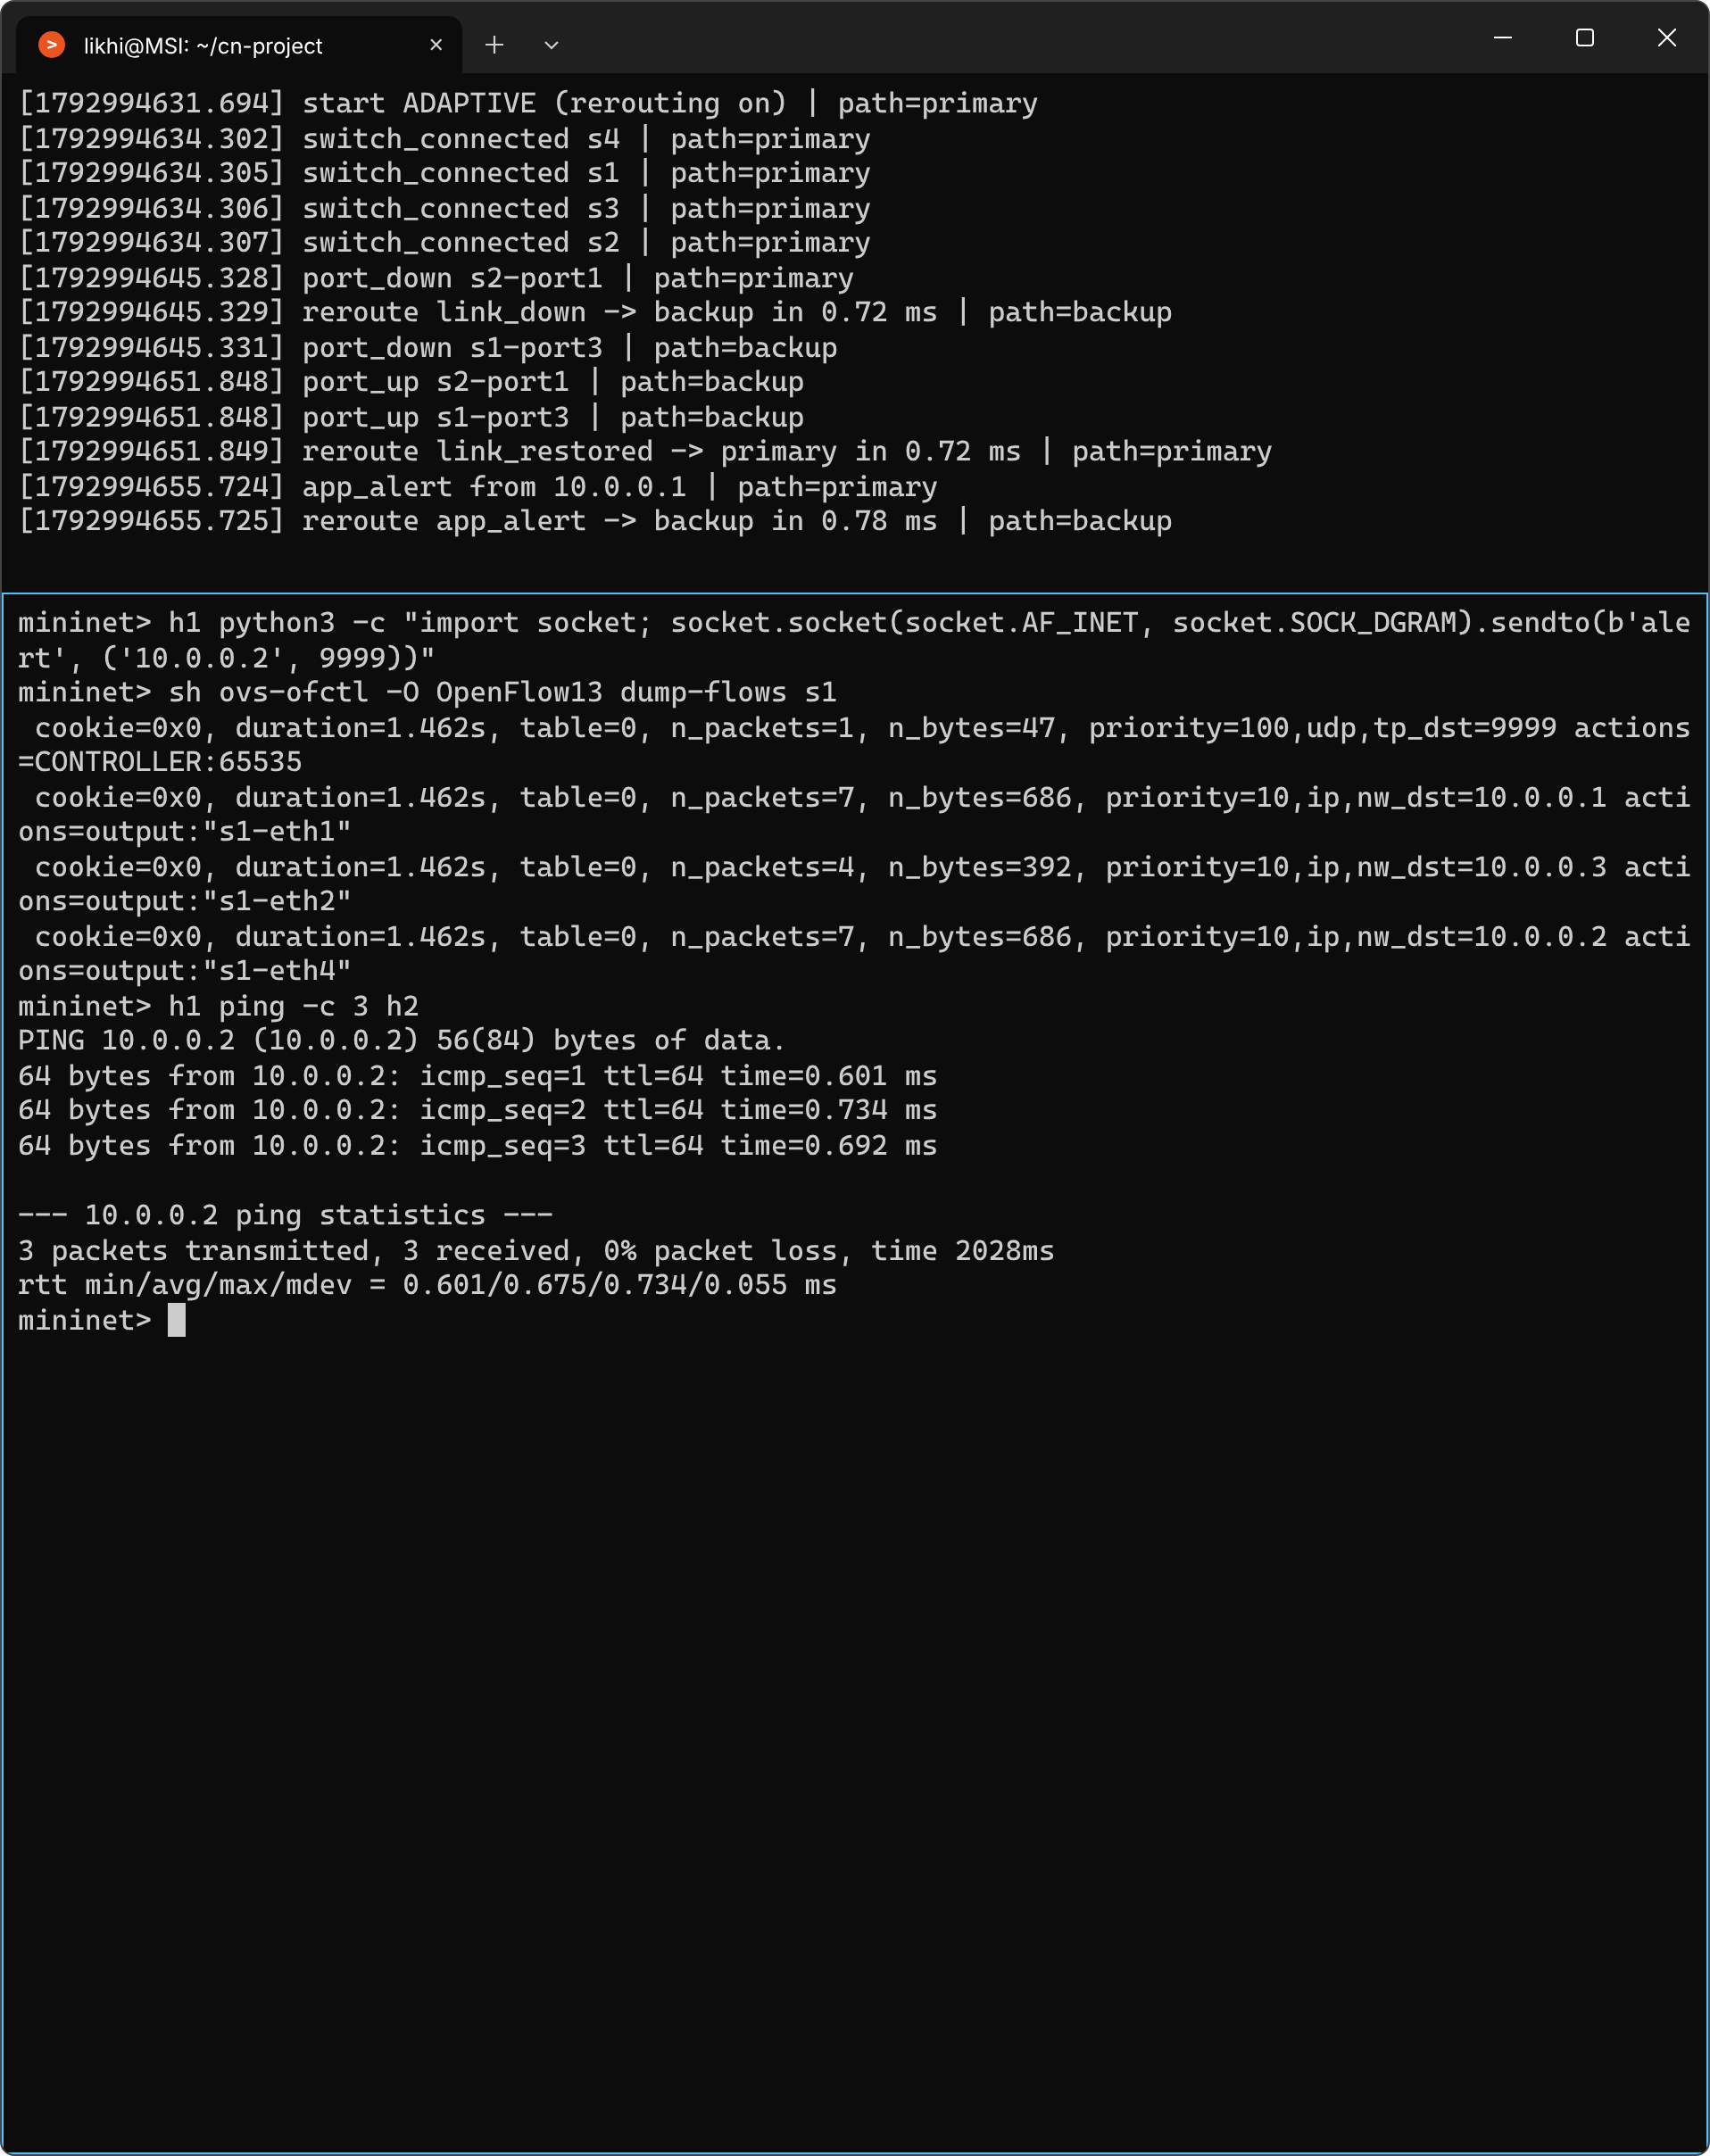 likhi@MSI: ~/cn-project
[1792994631.694] start ADAPTIVE (rerouting on) | path=primary
[1792994634.302] switch_connected s4 | path=primary
[1792994634.305] switch_connected s1 | path=primary
[1792994634.306] switch_connected s3 | path=primary
[1792994634.307] switch_connected s2 | path=primary
[1792994645.328] port_down s2-port1 | path=primary
[1792994645.329] reroute link_down -> backup in 0.72 ms | path=backup
[1792994645.331] port_down s1-port3 | path=backup
[1792994651.848] port_up s2-port1 | path=backup
[1792994651.848] port_up s1-port3 | path=backup
[1792994651.849] reroute link_restored -> primary in 0.72 ms | path=primary
[1792994655.724] app_alert from 10.0.0.1 | path=primary
[1792994655.725] reroute app_alert -> backup in 0.78 ms | path=backup
mininet> h1 python3 -c "import socket; socket.socket(socket.AF_INET, socket.SOCK_DGRAM).sendto(b'ale
rt', ('10.0.0.2', 9999))"
mininet> sh ovs-ofctl -O OpenFlow13 dump-flows s1
 cookie=0x0, duration=1.462s, table=0, n_packets=1, n_bytes=47, priority=100,udp,tp_dst=9999 actions
=CONTROLLER:65535
 cookie=0x0, duration=1.462s, table=0, n_packets=7, n_bytes=686, priority=10,ip,nw_dst=10.0.0.1 acti
ons=output:"s1-eth1"
 cookie=0x0, duration=1.462s, table=0, n_packets=4, n_bytes=392, priority=10,ip,nw_dst=10.0.0.3 acti
ons=output:"s1-eth2"
 cookie=0x0, duration=1.462s, table=0, n_packets=7, n_bytes=686, priority=10,ip,nw_dst=10.0.0.2 acti
ons=output:"s1-eth4"
mininet> h1 ping -c 3 h2
PING 10.0.0.2 (10.0.0.2) 56(84) bytes of data.
64 bytes from 10.0.0.2: icmp_seq=1 ttl=64 time=0.601 ms
64 bytes from 10.0.0.2: icmp_seq=2 ttl=64 time=0.734 ms
64 bytes from 10.0.0.2: icmp_seq=3 ttl=64 time=0.692 ms

--- 10.0.0.2 ping statistics ---
3 packets transmitted, 3 received, 0% packet loss, time 2028ms
rtt min/avg/max/mdev = 0.601/0.675/0.734/0.055 ms
mininet>